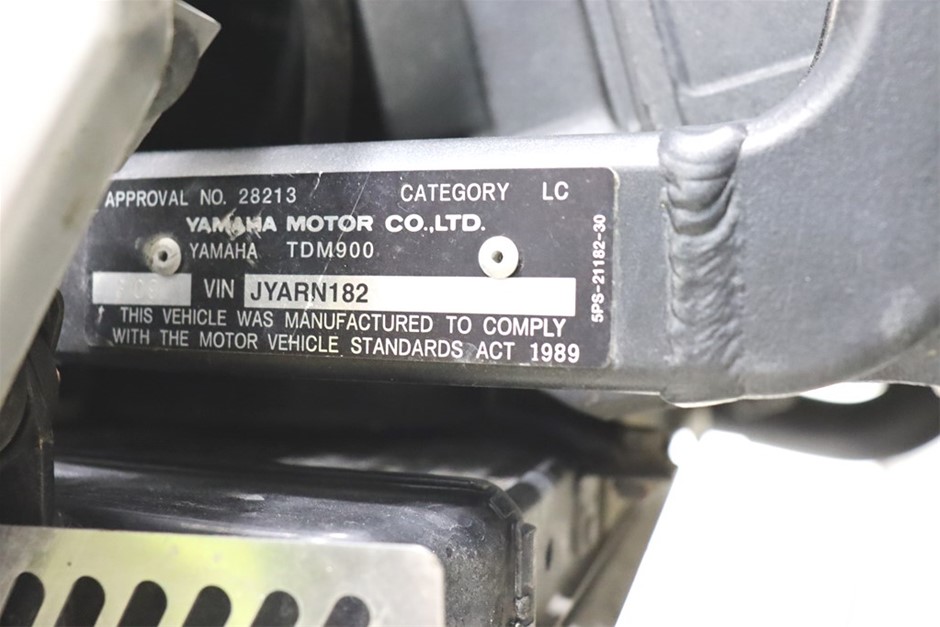 APPROVAL NO. 28213 CATEGORY LC
YAMAHA MOTOR CO.,LTD.
YAMAHA TDM900
VIN JYARN182
THIS VEHICLE WAS MANUFACTURED TO COMPLY
WITH THE MOTOR VEHICLE STANDARDS ACT 1989
5PS-21182-30